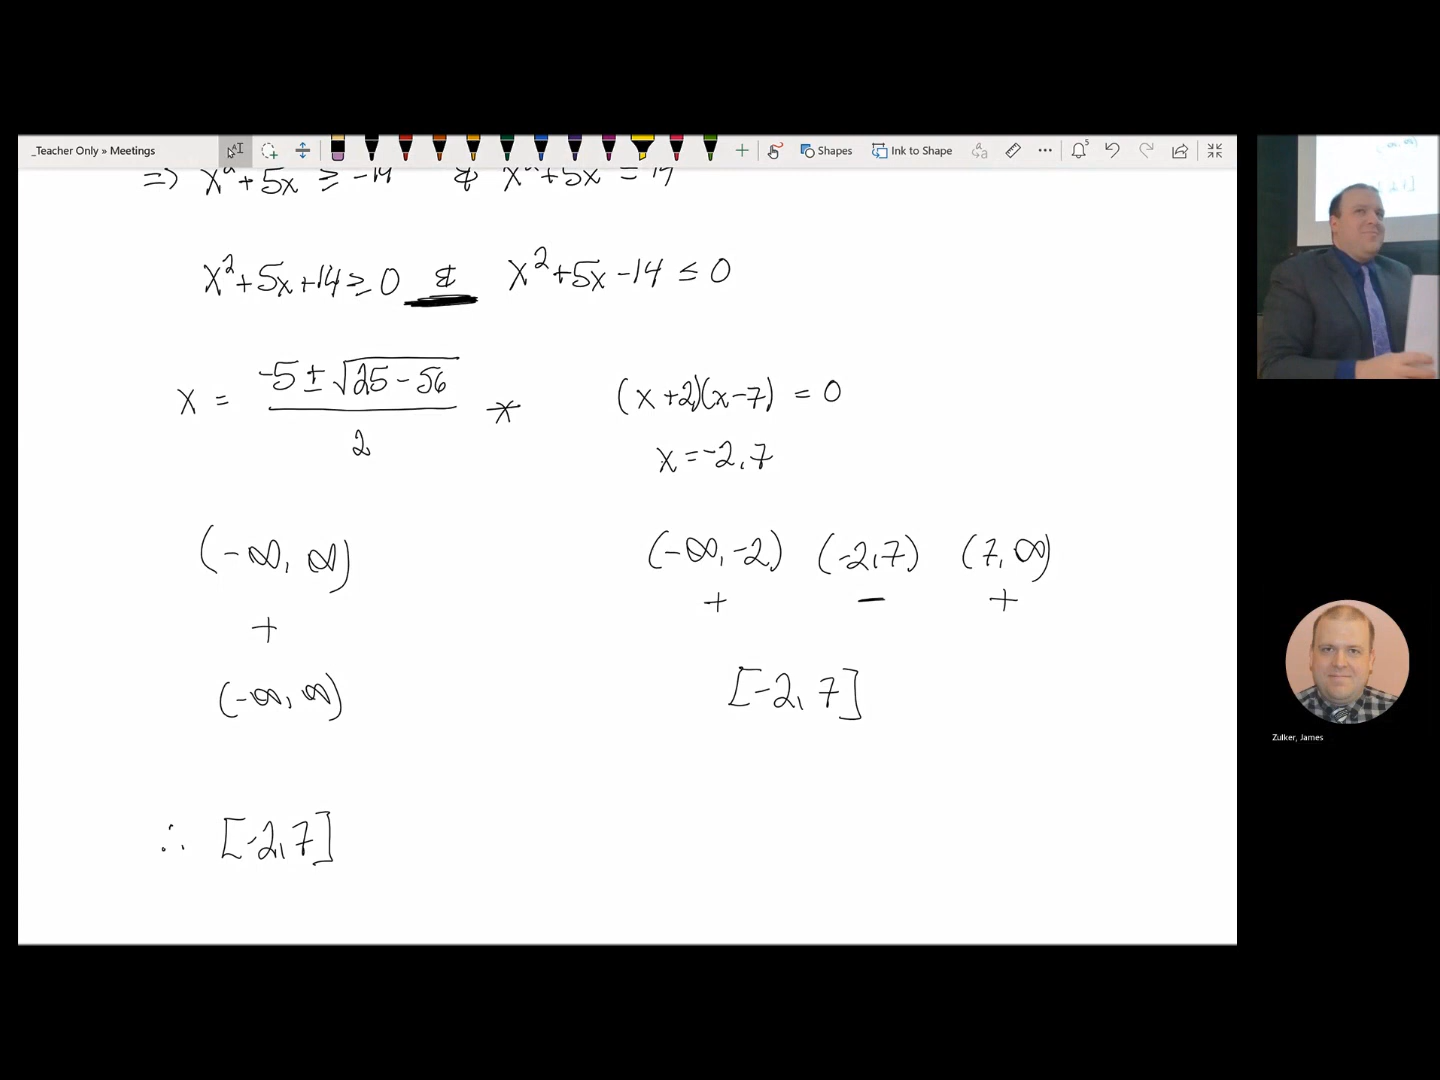 _Teacher Only » Meetings
Shapes
Ink to Shape
=> x²+5x ≥ -14 & x²+5x ≤ 14
x²+5x+14 ≥ 0 & x²+5x-14 ≤ 0
x = (-5 ± √(25-56))/2 * (x+2)(x-7) = 0
x = -2, 7
(-∞, ∞) (-∞, -2) (-2, 7) (7, ∞)
+ + − +
(-∞, ∞) [-2, 7]
∴ [-2, 7]
Zulker, James